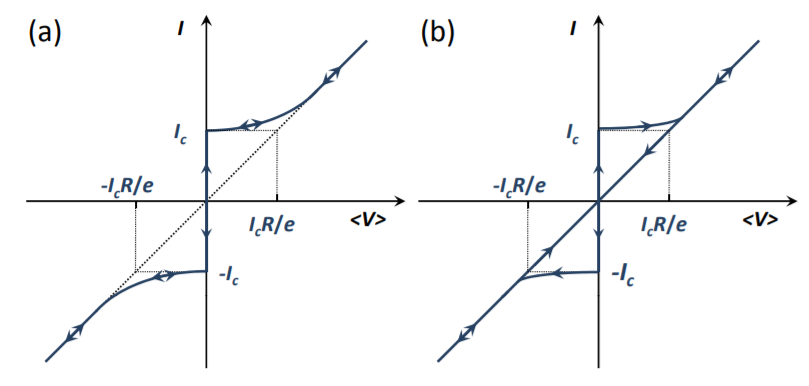 (a)
I
I_c
-I_cR/e
I_cR/e
<V>
-I_c
(b)
I
I_c
-I_cR/e
I_cR/e
<V>
-I_c